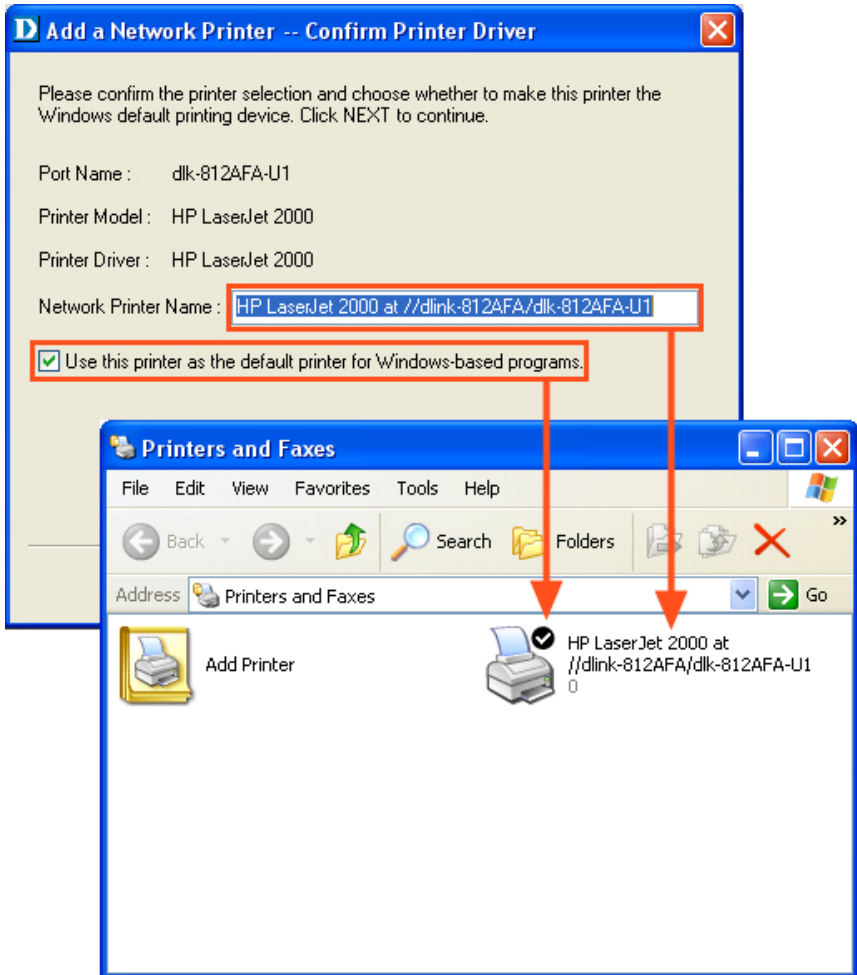 D Add a Network Printer -- Confirm Printer Driver
Please confirm the printer selection and choose whether to make this printer the
Windows default printing device. Click NEXT to continue.
Port Name : dlk-812AFA-U1
Printer Model : HP LaserJet 2000
Printer Driver : HP LaserJet 2000
Network Printer Name : HP LaserJet 2000 at //dlink-812AFA/dlk-812AFA-U1
Use this printer as the default printer for Windows-based programs.
Printers and Faxes
File Edit View Favorites Tools Help
Back Search Folders »
Address Printers and Faxes Go
Add Printer
HP LaserJet 2000 at
//dlink-812AFA/dlk-812AFA-U1
0